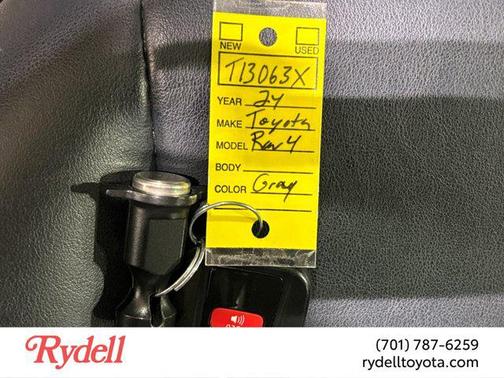 NEW USED
T13063X
YEAR 24
MAKE Toyota
MODEL Rav4
BODY
COLOR Gray
Rydell
(701) 787-6259
rydelltoyota.com